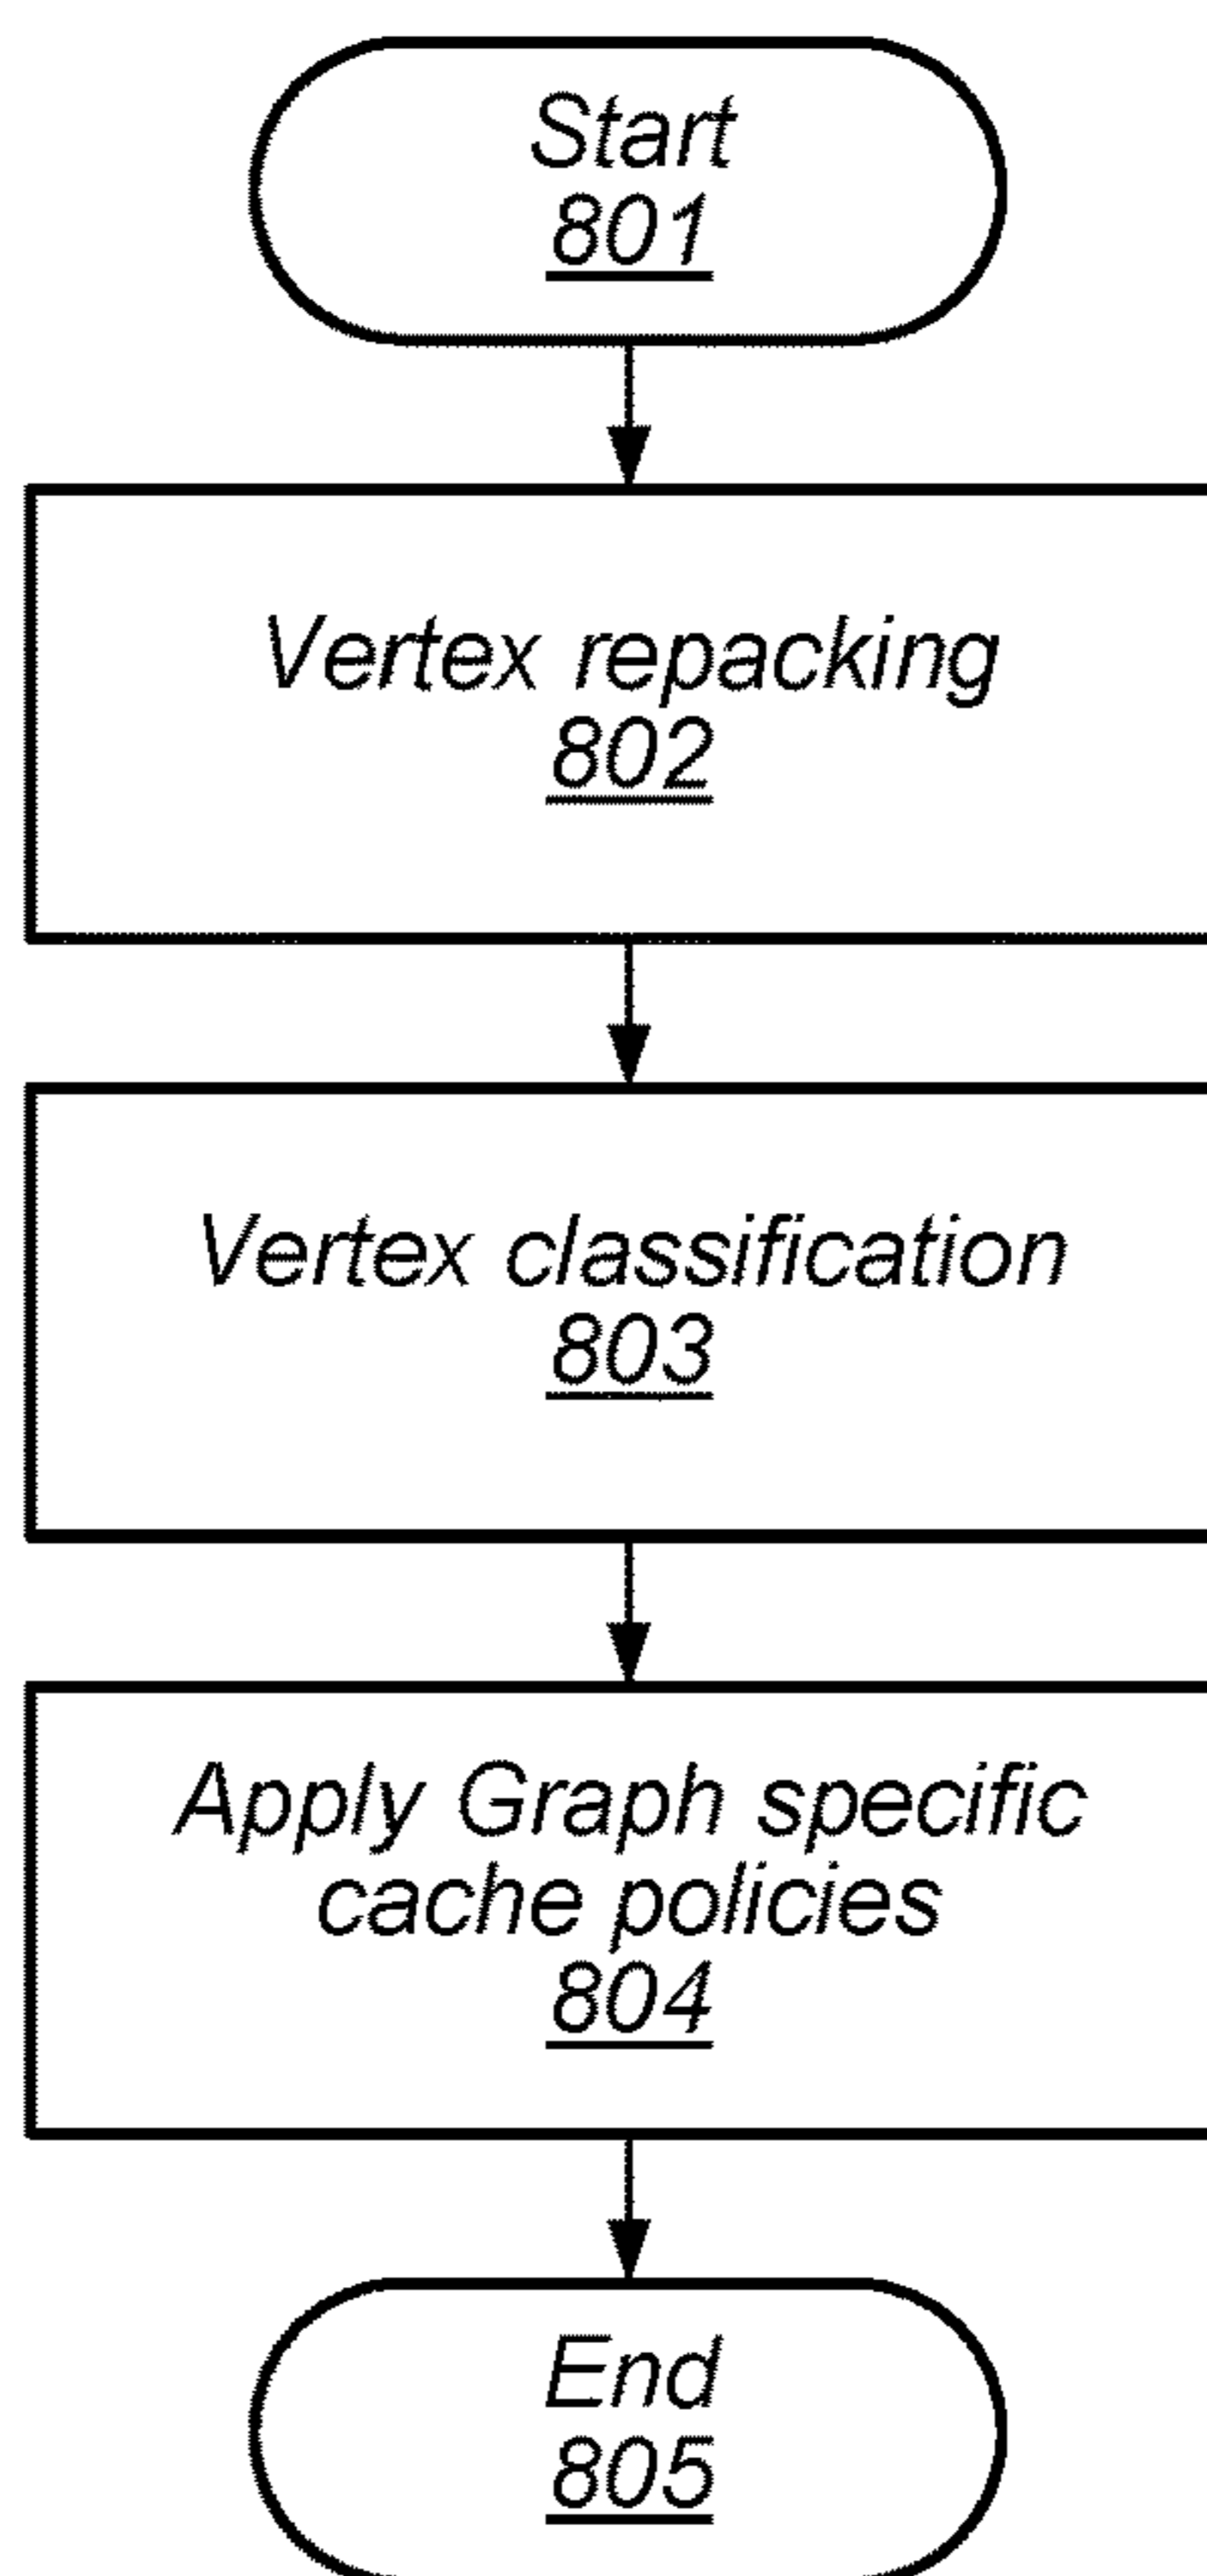 Start
801
Vertex repacking
802
Vertex classification
803
Apply Graph specific
cache policies
804
End
805